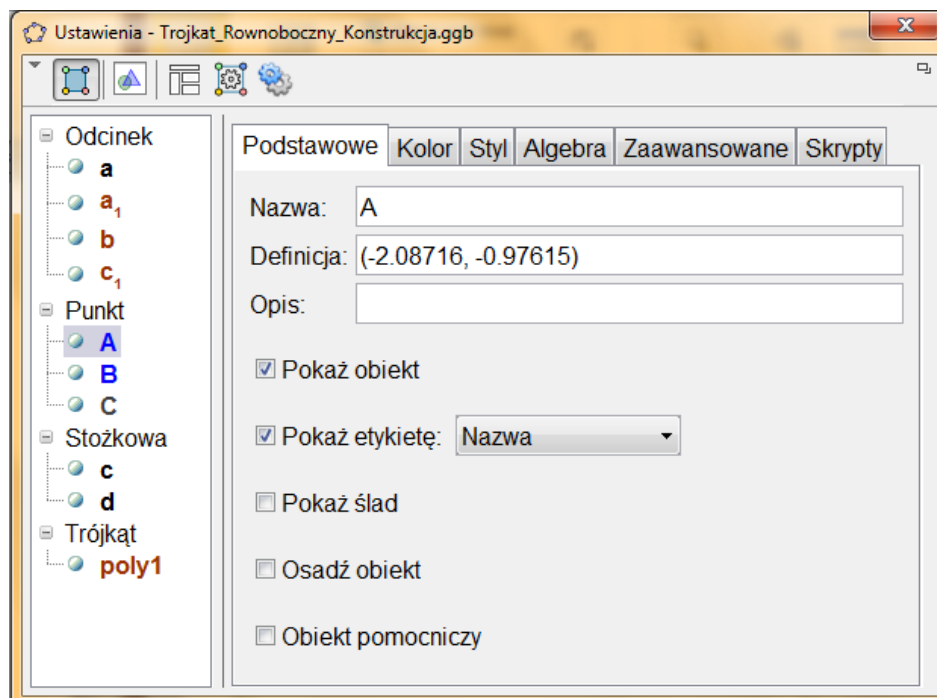 Ustawienia - Trojkat_Rownoboczny_Konstrukcja.ggb
Odcinek
a
a1
b
c1
Punkt
A
B
C
Stożkowa
c
d
Trójkąt
poly1
Podstawowe Kolor Styl Algebra Zaawansowane Skrypty
Nazwa: A
Definicja: (-2.08716, -0.97615)
Opis:
Pokaż obiekt
Pokaż etykietę: Nazwa
Pokaż ślad
Osadź obiekt
Obiekt pomocniczy